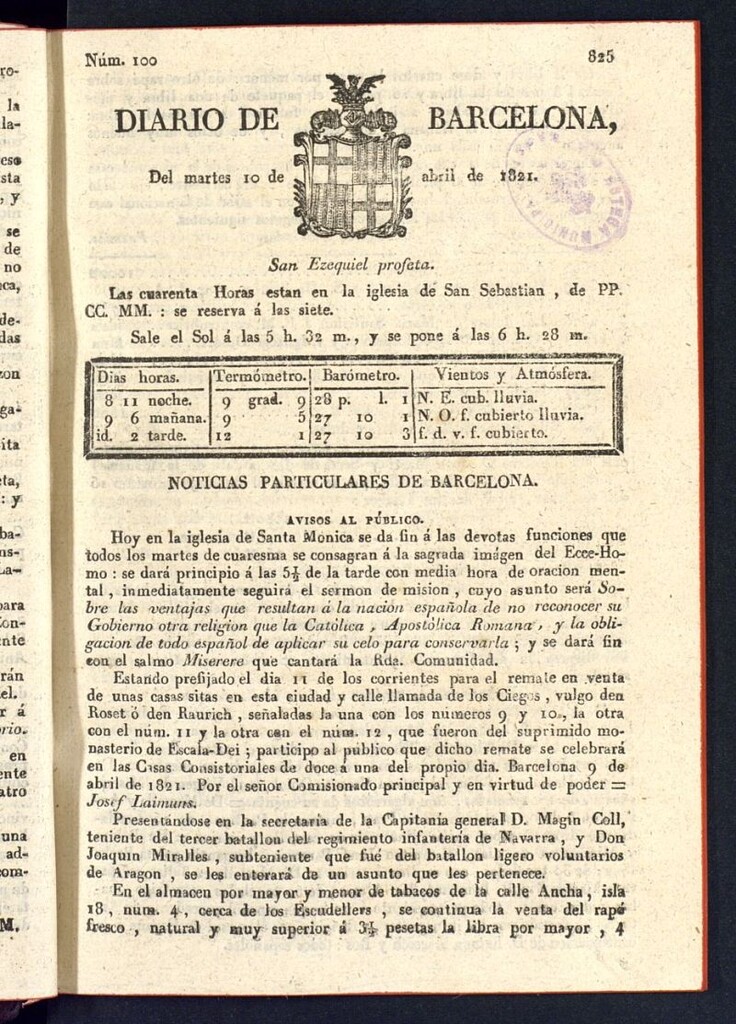 Núm. 100 825
DIARIO DE BARCELONA,
Del martes 10 de abril de 1821.
San Ezequiel profeta.
Las cuarenta Horas estan en la iglesia de San Sebastian , de PP.
CC. MM. : se reserva á las siete.
Sale el Sol á las 5 h. 32 m., y se pone á las 6 h. 28 m.
Dias horas. Termómetro. Barómetro. Vientos y Atmósfera.
8 11 noche. 9 grad. 9 28 p. l. 1 N. E. cub. lluvia.
9 6 mañana. 9 5 27 10 1 N. O. f. cubierto lluvia.
id. 2 tarde. 12 1 27 10 3 f. d. v. f. cubierto.
NOTICIAS PARTICULARES DE BARCELONA.
AVISOS AL PÚBLICO.
Hoy en la iglesia de Santa Mónica se da fin á las devotas funciones que
todos los martes de cuaresma se consagran á la sagrada imágen del Ecce-Ho-
mo : se dará principio á las 5½ de la tarde con media hora de oracion men-
tal , inmediatamente seguirá el sermon de mision , cuyo asunto será So-
bre las ventajas que resultan á la nación española de no reconocer su
Gobierno otra religion que la Católica , Apostólica Romana, y la obli-
gacion de todo español de aplicar su celo para conservarla ; y se dará fin
con el salmo Miserere que cantará la Rda. Comunidad.
Estando prefijado el dia 11 de los corrientes para el remate en venta
de unas casas sitas en esta ciudad y calle llamada de los Ciegos , vulgo den
Roset ó den Raurich , señaladas la una con los números 9 y 10, la otra
con el núm. 11 y la otra con el núm. 12 , que fueron del suprimido mo-
nasterio de Escala-Dei ; participo al público que dicho remate se celebrará
en las Casas Consistoriales de doce á una del propio dia. Barcelona 9 de
abril de 1821. Por el señor Comisionado principal y en virtud de poder =
Josef Laimuns.
Presentándose en la secretaría de la Capitanía general D. Magin Coll,
teniente del tercer batallon del regimiento infantería de Navarra , y Don
Joaquin Miralles , subteniente que fué del batallon ligero voluntarios
de Aragon , se les enterará de un asunto que les pertenece.
En el almacen por mayor y menor de tabacos de la calle Ancha, isla
18 , núm. 4 , cerca de los Escudellers , se continua la venta del rapé
fresco , natural y muy superior á 3½ pesetas la libra por mayor , 4